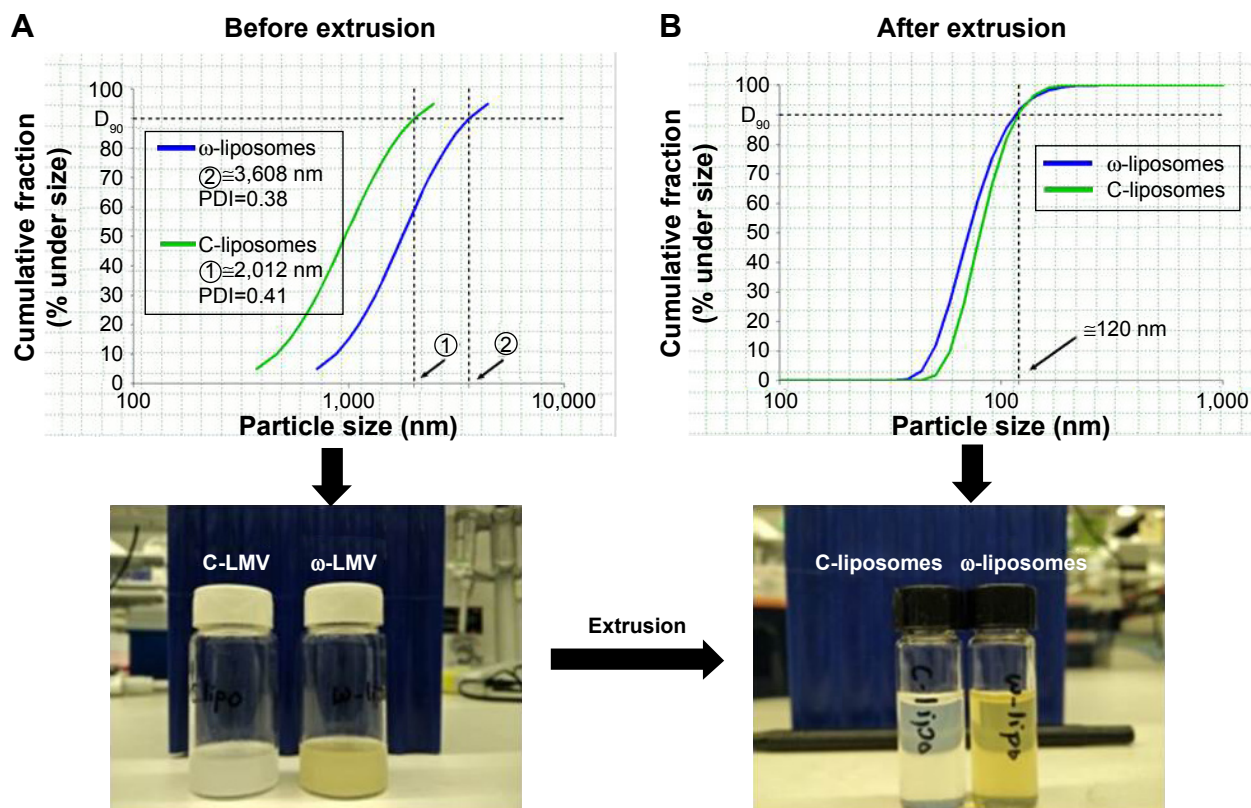 A
Before extrusion
Cumulative fraction
(% under size)
100
D90
80
70
60
50
40
30
20
10
0
ω-liposomes
②≅3,608 nm
PDI=0.38
C-liposomes
①≅2,012 nm
PDI=0.41
①
②
100
1,000
10,000
Particle size (nm)
B
After extrusion
Cumulative fraction
(% under size)
100
D90
80
70
60
50
40
30
20
10
0
ω-liposomes
C-liposomes
≅120 nm
100
100
1,000
Particle size (nm)
C-LMV
ω-LMV
lipo
ω-lip
Extrusion
C-liposomes
ω-liposomes
C-lipo
ω-lipo